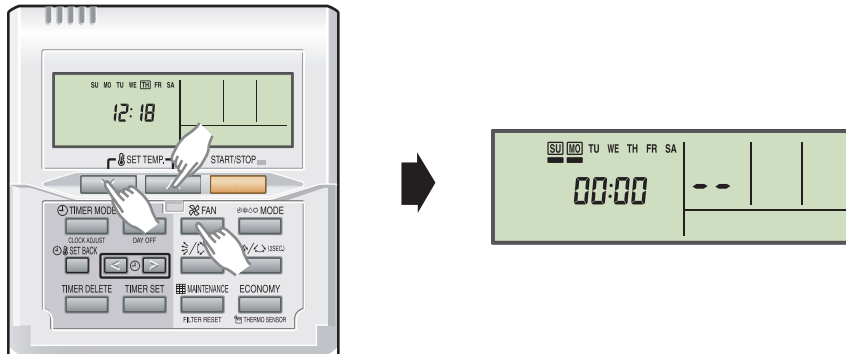 SU MO TU WE TH FR SA
12:18
SET TEMP. START/STOP
TIMER MODE FAN MODE
CLOCK ADJUST DAY OFF
SET BACK (2SEC.)
TIMER DELETE TIMER SET MAINTENANCE ECONOMY
FILTER RESET THERMO SENSOR
SU MO TU WE TH FR SA
00:00 --